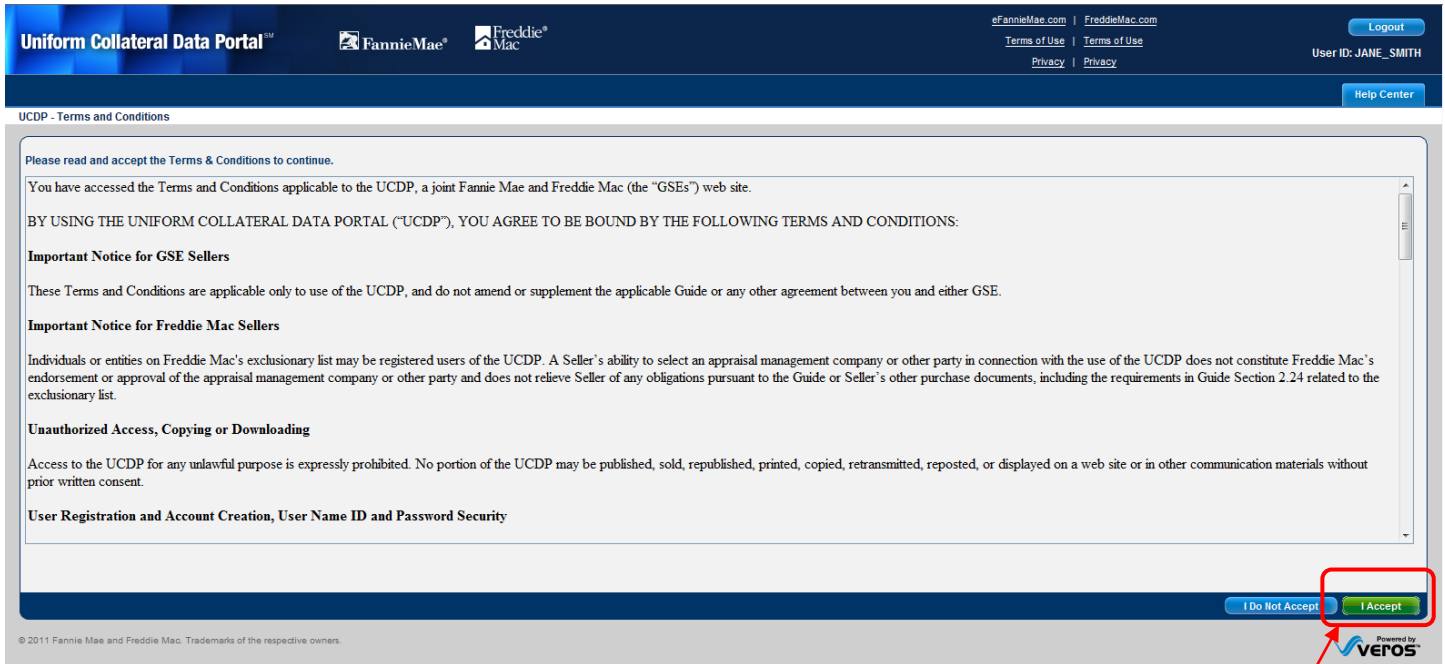 Uniform Collateral Data Portal℠
FannieMae®
Freddie®
Mac
eFannieMae.com | FreddieMac.com
Terms of Use | Terms of Use
Privacy | Privacy
Logout
User ID: JANE_SMITH
Help Center
UCDP - Terms and Conditions
Please read and accept the Terms & Conditions to continue.
You have accessed the Terms and Conditions applicable to the UCDP, a joint Fannie Mae and Freddie Mac (the “GSEs”) web site.
BY USING THE UNIFORM COLLATERAL DATA PORTAL (“UCDP”), YOU AGREE TO BE BOUND BY THE FOLLOWING TERMS AND CONDITIONS:
Important Notice for GSE Sellers
These Terms and Conditions are applicable only to use of the UCDP, and do not amend or supplement the applicable Guide or any other agreement between you and either GSE.
Important Notice for Freddie Mac Sellers
Individuals or entities on Freddie Mac's exclusionary list may be registered users of the UCDP. A Seller’s ability to select an appraisal management company or other party in connection with the use of the UCDP does not constitute Freddie Mac’s
endorsement or approval of the appraisal management company or other party and does not relieve Seller of any obligations pursuant to the Guide or Seller’s other purchase documents, including the requirements in Guide Section 2.24 related to the
exclusionary list.
Unauthorized Access, Copying or Downloading
Access to the UCDP for any unlawful purpose is expressly prohibited. No portion of the UCDP may be published, sold, republished, printed, copied, retransmitted, reposted, or displayed on a web site or in other communication materials without
prior written consent.
User Registration and Account Creation, User Name ID and Password Security
I Do Not Accept
I Accept
© 2011 Fannie Mae and Freddie Mac. Trademarks of the respective owners.
Powered by
veros™